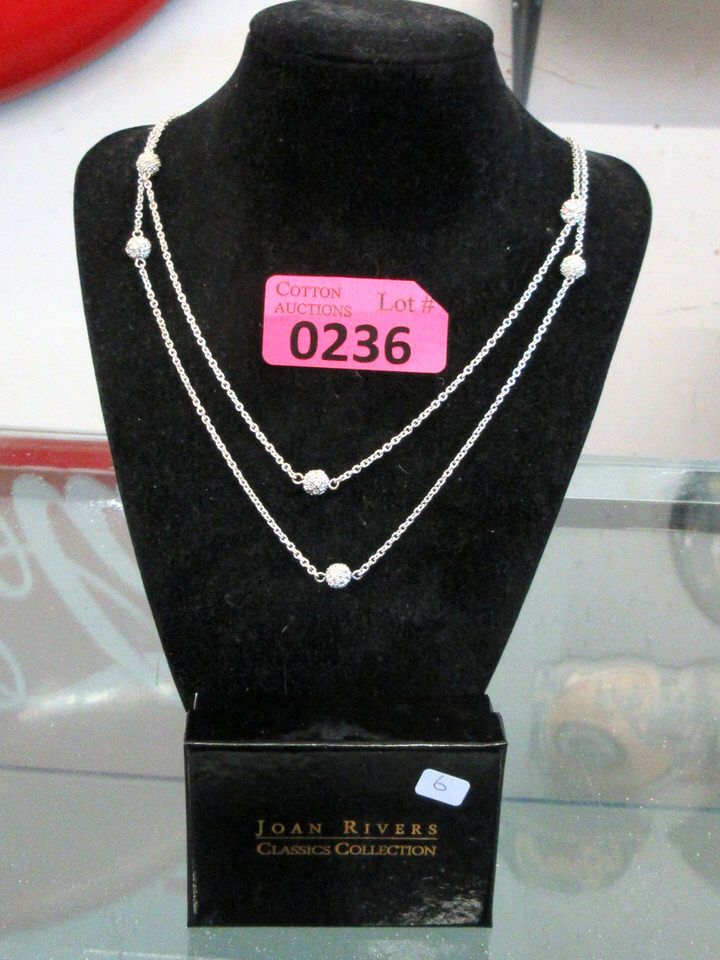 COTTON
AUCTIONS
Lot #
0236
6
JOAN RIVERS
CLASSICS COLLECTION